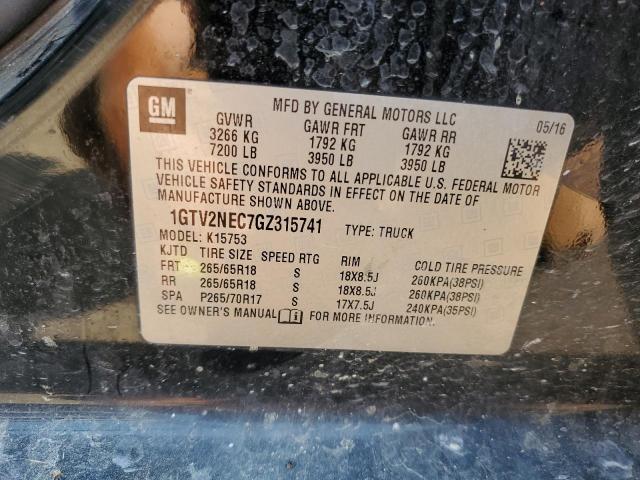 GM
MFD BY GENERAL MOTORS LLC
05/16
GVWR GAWR FRT GAWR RR
3266 KG 1792 KG 1792 KG
7200 LB 3950 LB 3950 LB
THIS VEHICLE CONFORMS TO ALL APPLICABLE U.S. FEDERAL MOTOR
VEHICLE SAFETY STANDARDS IN EFFECT ON THE DATE OF
MANUFACTURE SHOWN ABOVE.
1GTV2NEC7GZ315741 TYPE: TRUCK
MODEL: K15753
KJTD TIRE SIZE SPEED RTG RIM COLD TIRE PRESSURE
FRT 265/65R18 S 18X8.5J 260KPA(38PSI)
RR 265/65R18 S 18X8.5J 260KPA(38PSI)
SPA P265/70R17 S 17X7.5J 240KPA(35PSI)
SEE OWNER'S MANUAL FOR MORE INFORMATION.